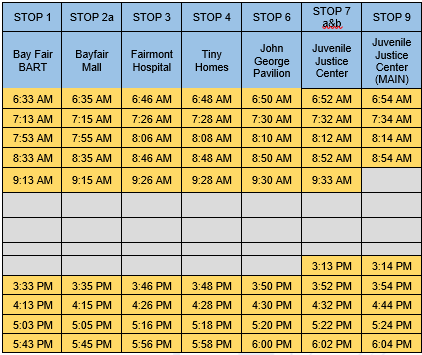 STOP 1 STOP 2a STOP 3 STOP 4 STOP 6 STOP 7 a&b STOP 9
Bay Fair BART Bayfair Mall Fairmont Hospital Tiny Homes John George Pavilion Juvenile Justice Center Juvenile Justice Center (MAIN)
6:33 AM 6:35 AM 6:46 AM 6:48 AM 6:50 AM 6:52 AM 6:54 AM
7:13 AM 7:15 AM 7:26 AM 7:28 AM 7:30 AM 7:32 AM 7:34 AM
7:53 AM 7:55 AM 8:06 AM 8:08 AM 8:10 AM 8:12 AM 8:14 AM
8:33 AM 8:35 AM 8:46 AM 8:48 AM 8:50 AM 8:52 AM 8:54 AM
9:13 AM 9:15 AM 9:26 AM 9:28 AM 9:30 AM 9:33 AM
3:13 PM 3:14 PM
3:33 PM 3:35 PM 3:46 PM 3:48 PM 3:50 PM 3:52 PM 3:54 PM
4:13 PM 4:15 PM 4:26 PM 4:28 PM 4:30 PM 4:32 PM 4:44 PM
5:03 PM 5:05 PM 5:16 PM 5:18 PM 5:20 PM 5:22 PM 5:24 PM
5:43 PM 5:45 PM 5:56 PM 5:58 PM 6:00 PM 6:02 PM 6:04 PM